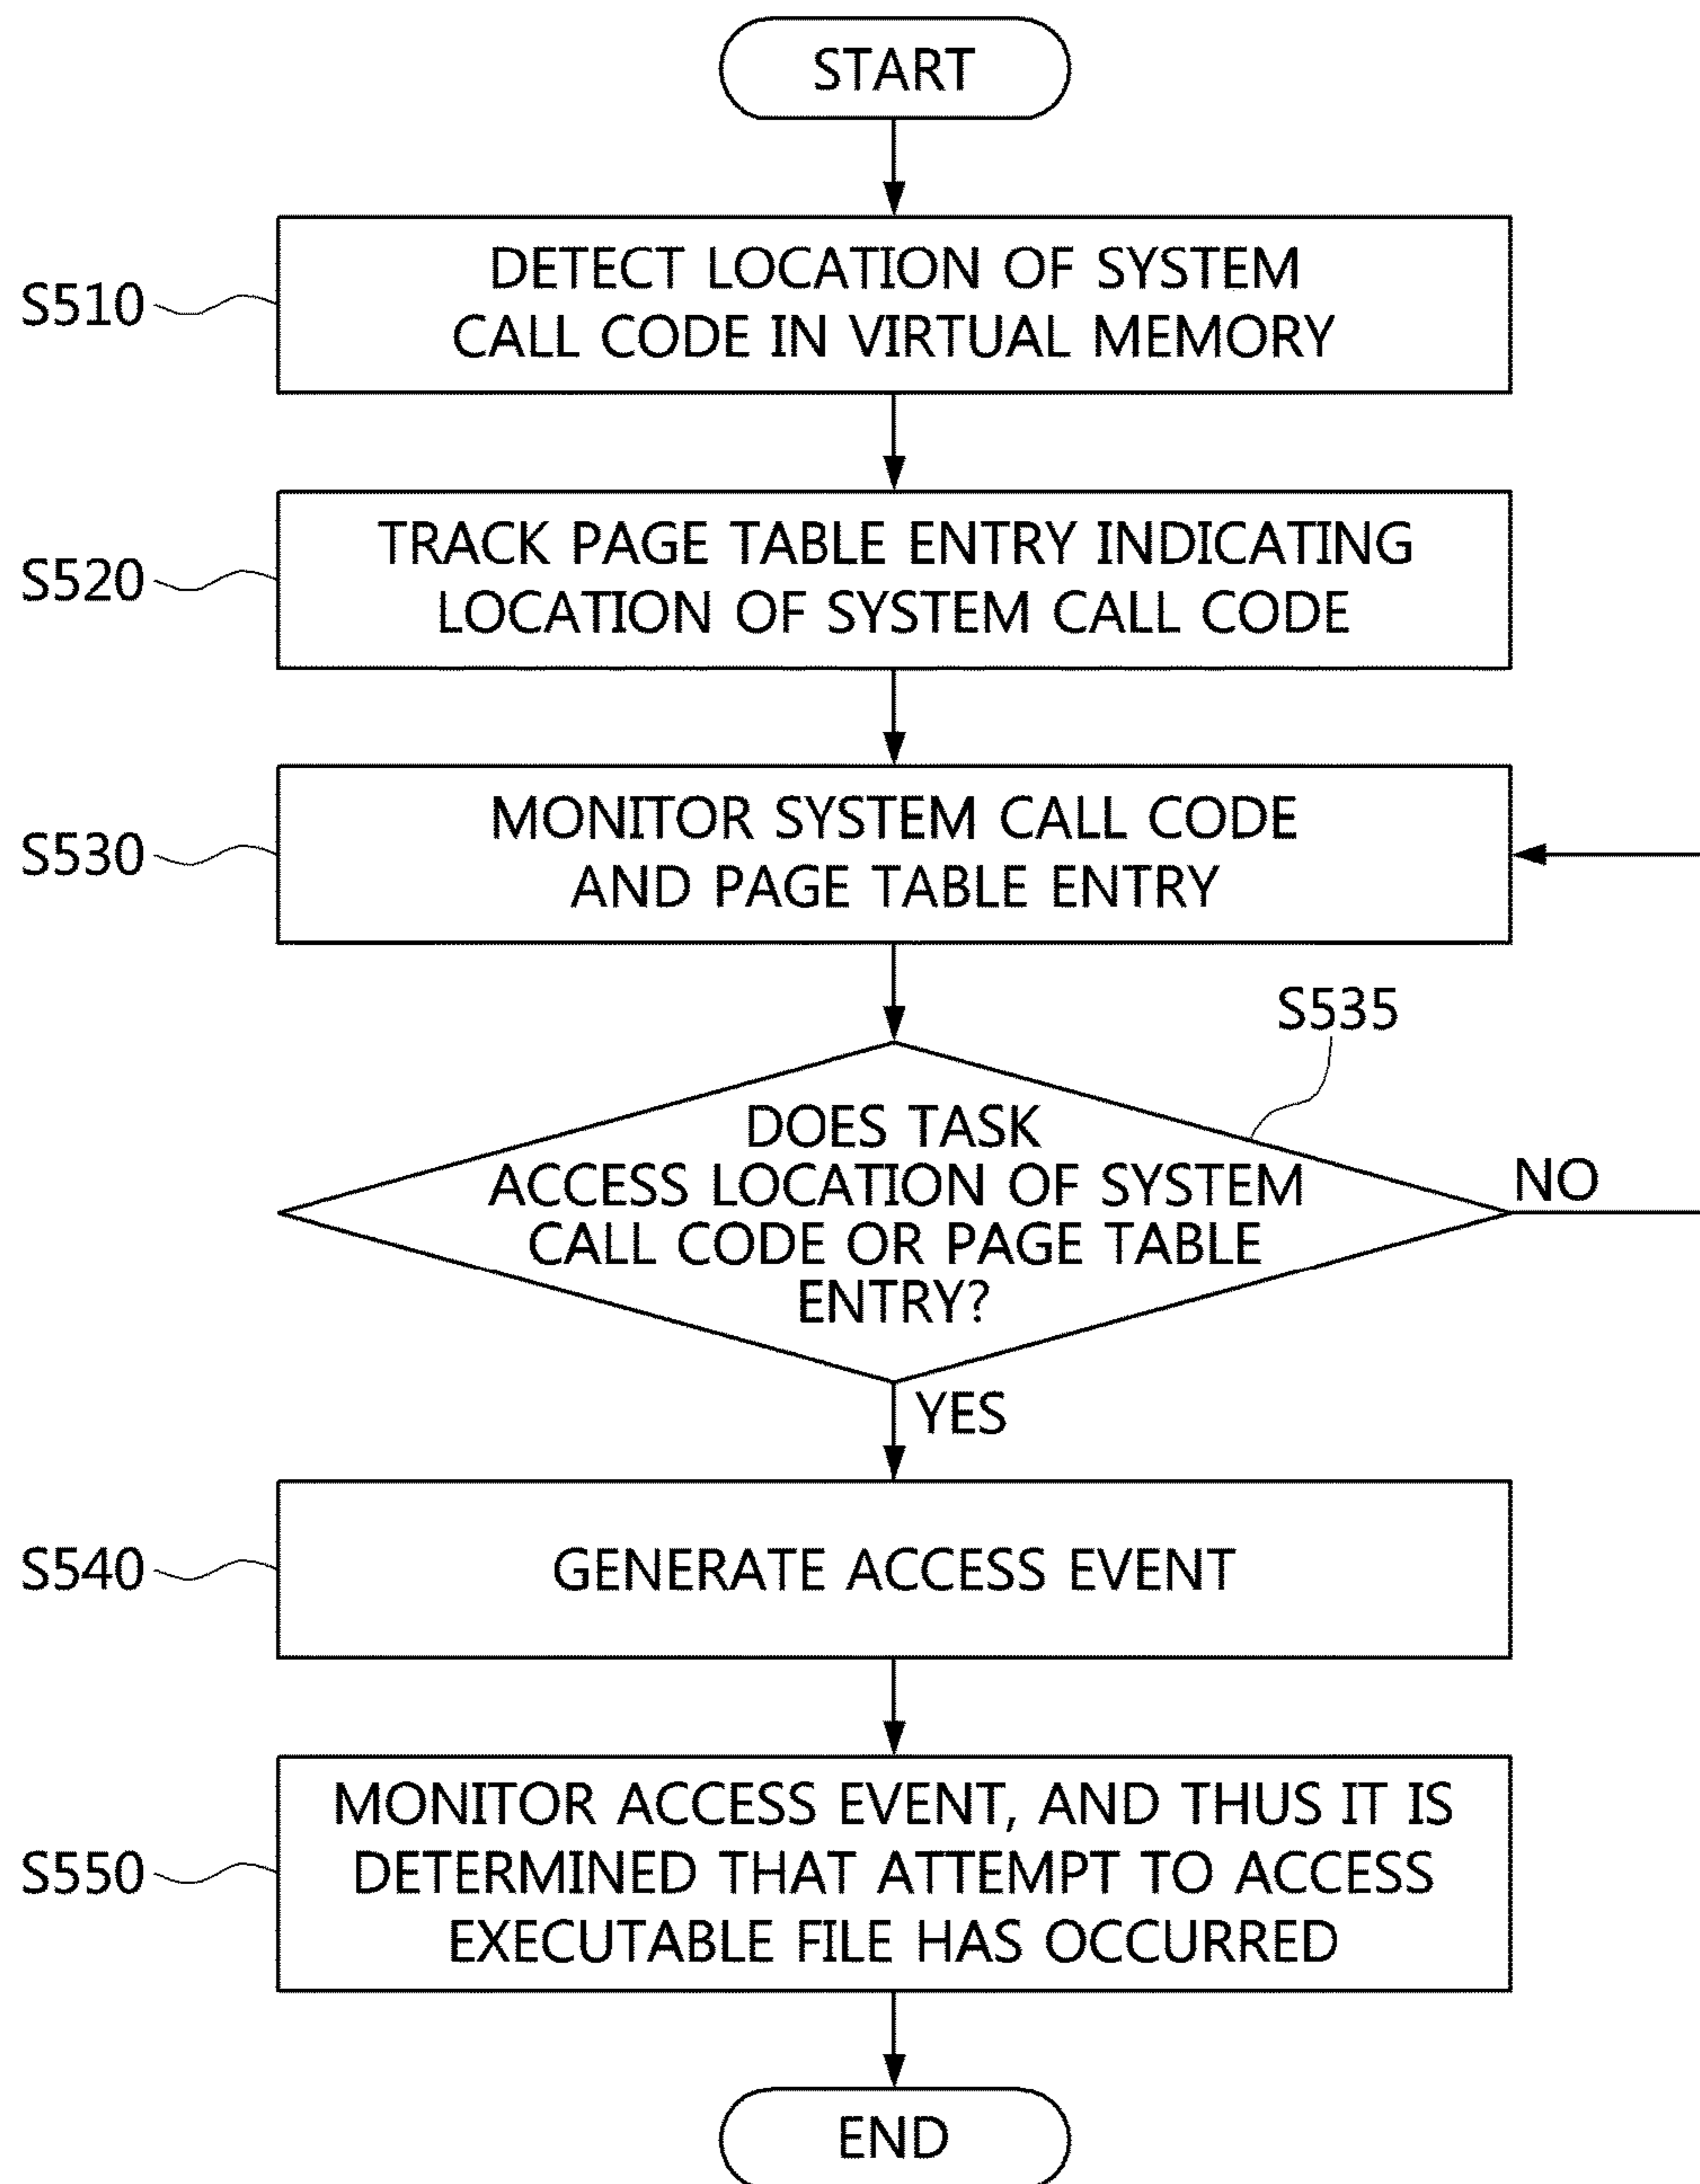 START
S510
DETECT LOCATION OF SYSTEM
CALL CODE IN VIRTUAL MEMORY
S520
TRACK PAGE TABLE ENTRY INDICATING
LOCATION OF SYSTEM CALL CODE
S530
MONITOR SYSTEM CALL CODE
AND PAGE TABLE ENTRY
S535
DOES TASK
ACCESS LOCATION OF SYSTEM
CALL CODE OR PAGE TABLE
ENTRY?
NO
YES
S540
GENERATE ACCESS EVENT
S550
MONITOR ACCESS EVENT, AND THUS IT IS
DETERMINED THAT ATTEMPT TO ACCESS
EXECUTABLE FILE HAS OCCURRED
END